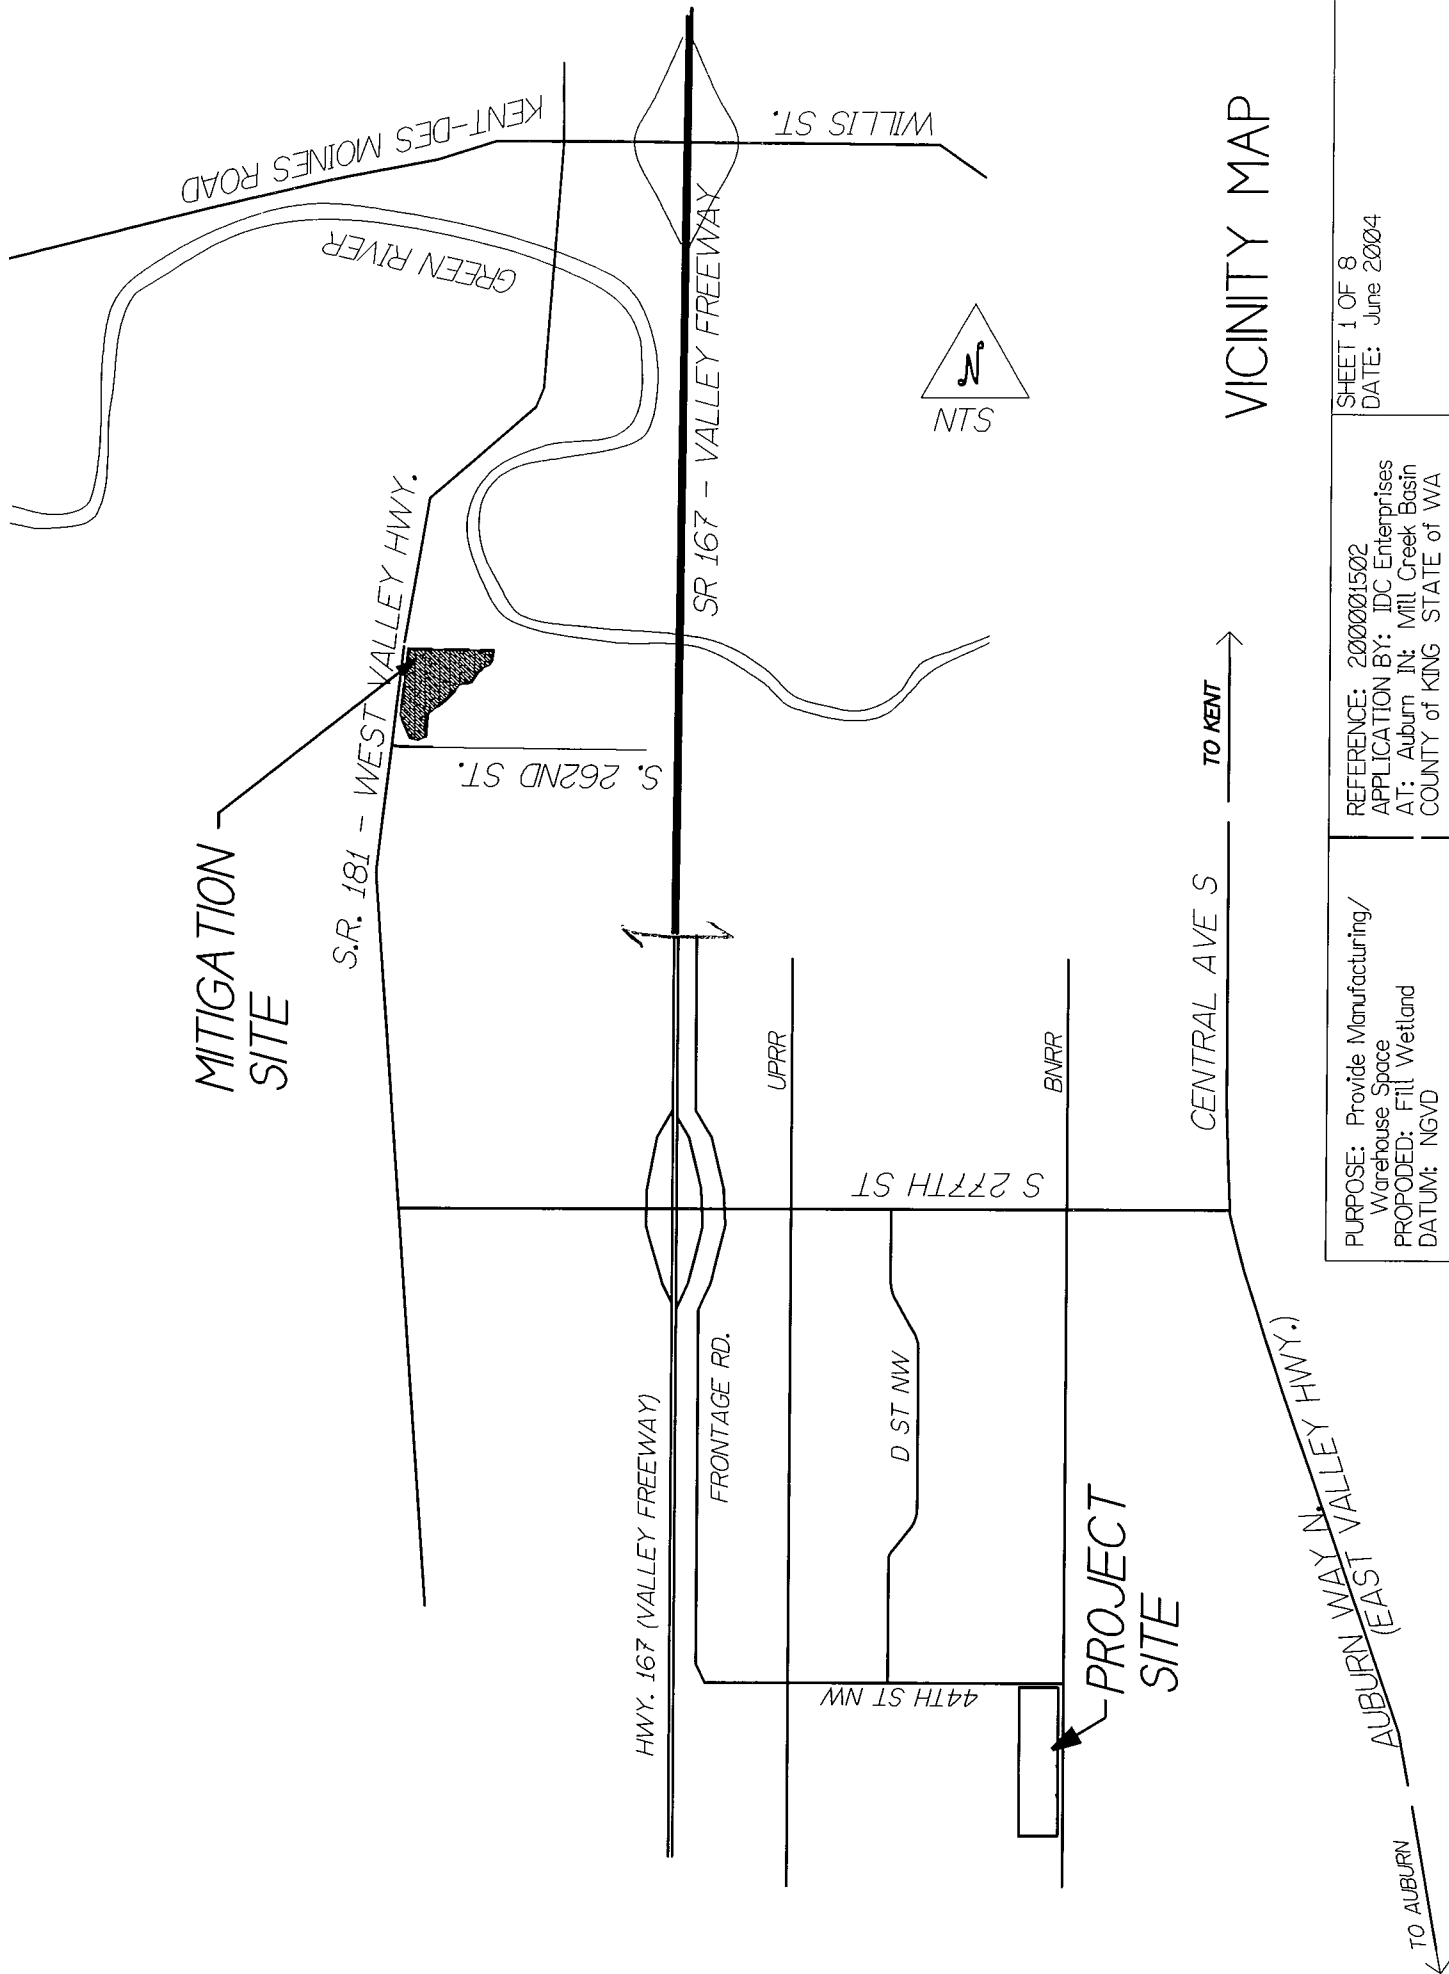 MITIGATION
SITE
S.R. 181 - WEST VALLEY HWY.
KENT-DES MOINES ROAD
GREEN RIVER
WILLIS ST.
S. 262ND ST.
SR 167 - VALLEY FREEWAY
N
NTS
HWY. 167 (VALLEY FREEWAY)
FRONTAGE RD.
UPRR
D ST NW
S 277TH ST
44TH ST NW
BNRR
PROJECT
SITE
CENTRAL AVE S
TO KENT
AUBURN WAY N.
(EAST VALLEY HWY.)
TO AUBURN
VICINITY MAP
PURPOSE: Provide Manufacturing/
Warehouse Space
PROPODED: Fill Wetland
DATUM: NGVD
REFERENCE: 200001502
APPLICATION BY: IDC Enterprises
AT: Auburn IN: Mill Creek Basin
COUNTY of KING STATE of WA
SHEET 1 OF 8
DATE: June 2004